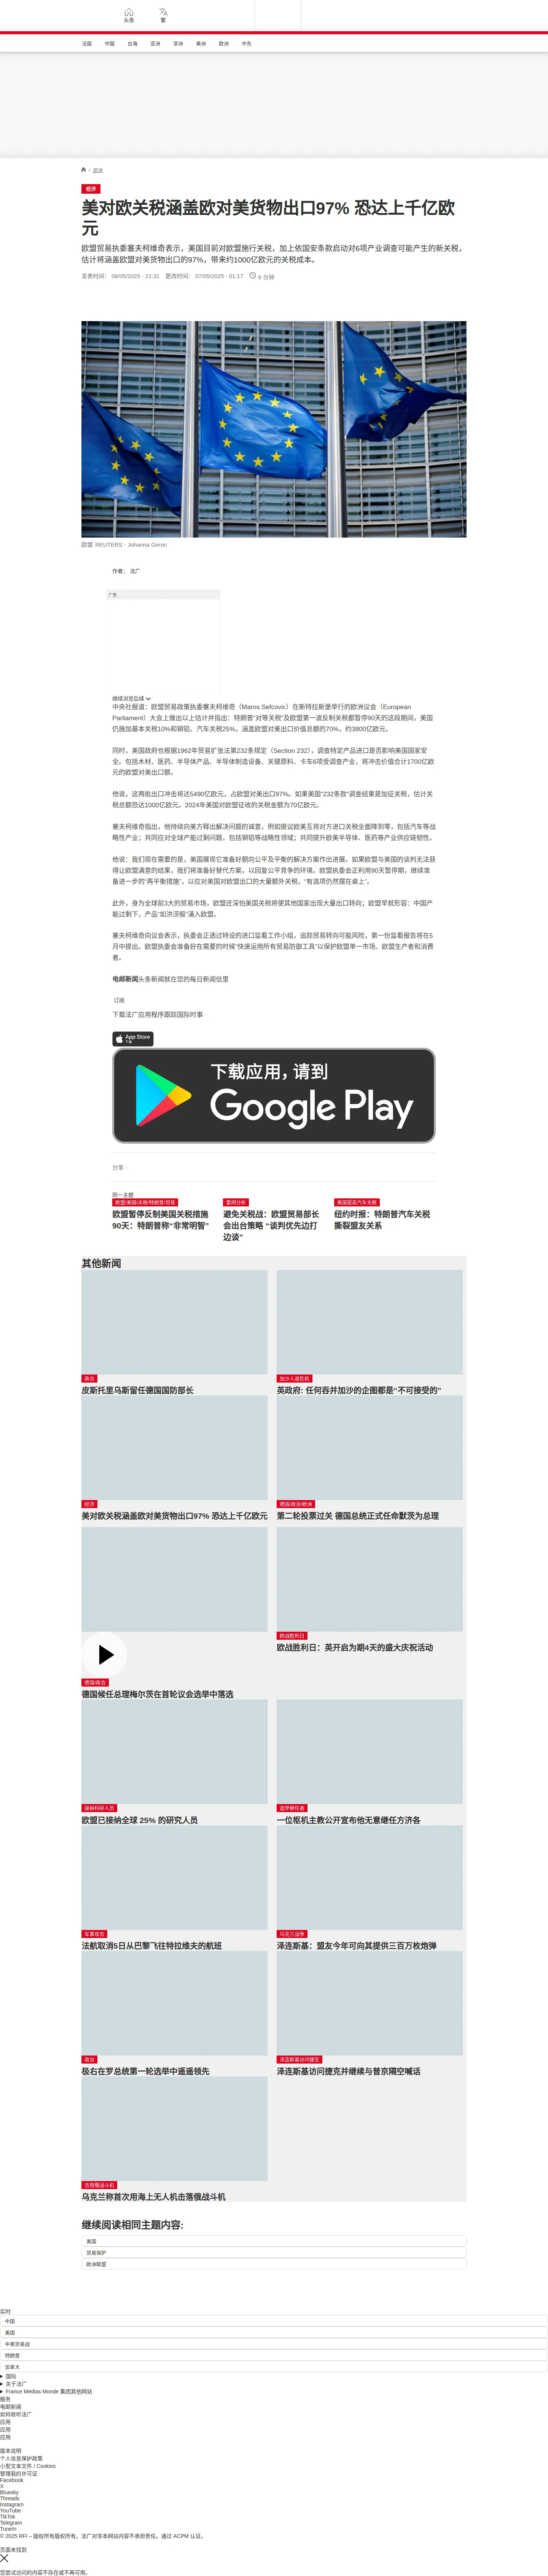 头条
繁
法国 中国 台海 亚洲 非洲 美洲 欧洲 中东
/ 欧洲
经济
美对欧关税涵盖欧对美货物出口97% 恐达上千亿欧
元
欧盟贸易执委塞夫柯维奇表示，美国目前对欧盟施行关税，加上依国安条款启动对6项产业调查可能产生的新关税，
估计将涵盖欧盟对美货物出口的97%，带来约1000亿欧元的关税成本。
发表时间： 06/05/2025 - 22:31 更改时间： 07/05/2025 - 01:17 6 分钟
欧盟 REUTERS - Johanna Geron
作者： 法广
广告
继续浏览后续
中央社报道：欧盟贸易政策执委塞夫柯维奇（Maros Sefcovic）在斯特拉斯堡举行的欧洲议会（European
Parliament）大会上做出以上估计并指出：特朗普“对等关税”及欧盟第一波反制关税都暂停90天的这段期间，美国
仍施加基本关税10%和钢铝、汽车关税25%，涵盖欧盟对美出口价值总额的70%，约3800亿欧元。
同时，美国政府也根据1962年贸易扩张法第232条规定（Section 232），调查特定产品进口是否影响美国国家安
全。包括木材、医药、半导体产品、半导体制造设备、关键原料、卡车6项受调查产业，将冲击价值合计1700亿欧
元的欧盟对美出口额。
他说，这两批出口冲击将达5490亿欧元，占欧盟对美出口97%。如果美国“232条款”调查结果是加征关税，估计关
税总额恐达1000亿欧元。2024年美国对欧盟征收的关税金额为70亿欧元。
塞夫柯维奇指出，他持续向美方释出解决问题的诚意，例如提议欧美互将对方进口关税全面降到零，包括汽车等战
略性产业；共同应对全球产能过剩问题，包括钢铝等战略性领域；共同提升欧美半导体、医药等产业供应链韧性。
他说：我们现在需要的是，美国展现它准备好朝向公平及平衡的解决方案作出进展。如果欧盟与美国的谈判无法获
得让欧盟满意的结果，我们将准备好替代方案，以回复公平竞争的环境。欧盟执委会正利用90天暂停期，继续准
备进一步的“再平衡措施”，以应对美国对欧盟出口的大量额外关税，“有选项仍然摆在桌上”。
此外，身为全球前3大的贸易市场，欧盟还深怕美国关税将使其他国家出现大量出口转向；欧盟早就形容：中国产
能过剩下，产品“如洪涝般”涌入欧盟。
塞夫柯维奇向议会表示，执委会正透过特设的进口监看工作小组，追踪贸易转向可能风险，第一份监看报告将在5
月中提出。欧盟执委会准备好在需要的时候“快速运用所有贸易防御工具”以保护欧盟单一市场、欧盟生产者和消费
者。
电邮新闻头条新闻就在您的每日新闻信里
订阅
下载法广应用程序跟踪国际时事
App Store
下载
下载应用，请到
Google Play
分享 :
同一主题
欧盟/美国/关税/特朗普/贸易
欧盟暂停反制美国关税措施
90天：特朗普称“非常明智”
要闻分析
避免关税战：欧盟贸易部长
会出台策略 “谈判优先边打
边谈”
美国提高汽车关税
纽约时报：特朗普汽车关税
撕裂盟友关系
其他新闻
政治
皮斯托里乌斯留任德国国防部长
加沙人道危机
英政府: 任何吞并加沙的企图都是“不可接受的”
经济
美对欧关税涵盖欧对美货物出口97% 恐达上千亿欧元
德国/政治/欧洲
第二轮投票过关 德国总统正式任命默茨为总理
德国/政治
德国候任总理梅尔茨在首轮议会选举中落选
欧战胜利日
欧战胜利日：英开启为期4天的盛大庆祝活动
接纳科研人员
欧盟已接纳全球 25% 的研究人员
选举继任者
一位枢机主教公开宣布他无意继任方济各
军事攻击
法航取消5日从巴黎飞往特拉维夫的航班
乌克兰战争
泽连斯基：盟友今年可向其提供三百万枚炮弹
政治
极右在罗总统第一轮选举中遥遥领先
泽连斯基访问捷克
泽连斯基访问捷克并继续与普京隔空喊话
击毁俄战斗机
乌克兰称首次用海上无人机击落俄战斗机
继续阅读相同主题内容:
美国
贸易保护
欧洲联盟
实时
中国
美国
中美贸易战
特朗普
加拿大
国际
关于法广
France Médias Monde 集团其他网站
服务
电邮新闻
如何收听法广
应用
应用
应用
版本说明
个人信息保护政策
小型文本文件 / Cookies
管理我的许可证
Facebook
X
Bluesky
Threads
Instagram
YouTube
TikTok
Telegram
TuneIn
© 2025 RFI – 版权所有版权所有。法广对非本网站内容不承担责任。通过 ACPM 认证。
页面未找到
您尝试访问的内容不存在或不再可用。